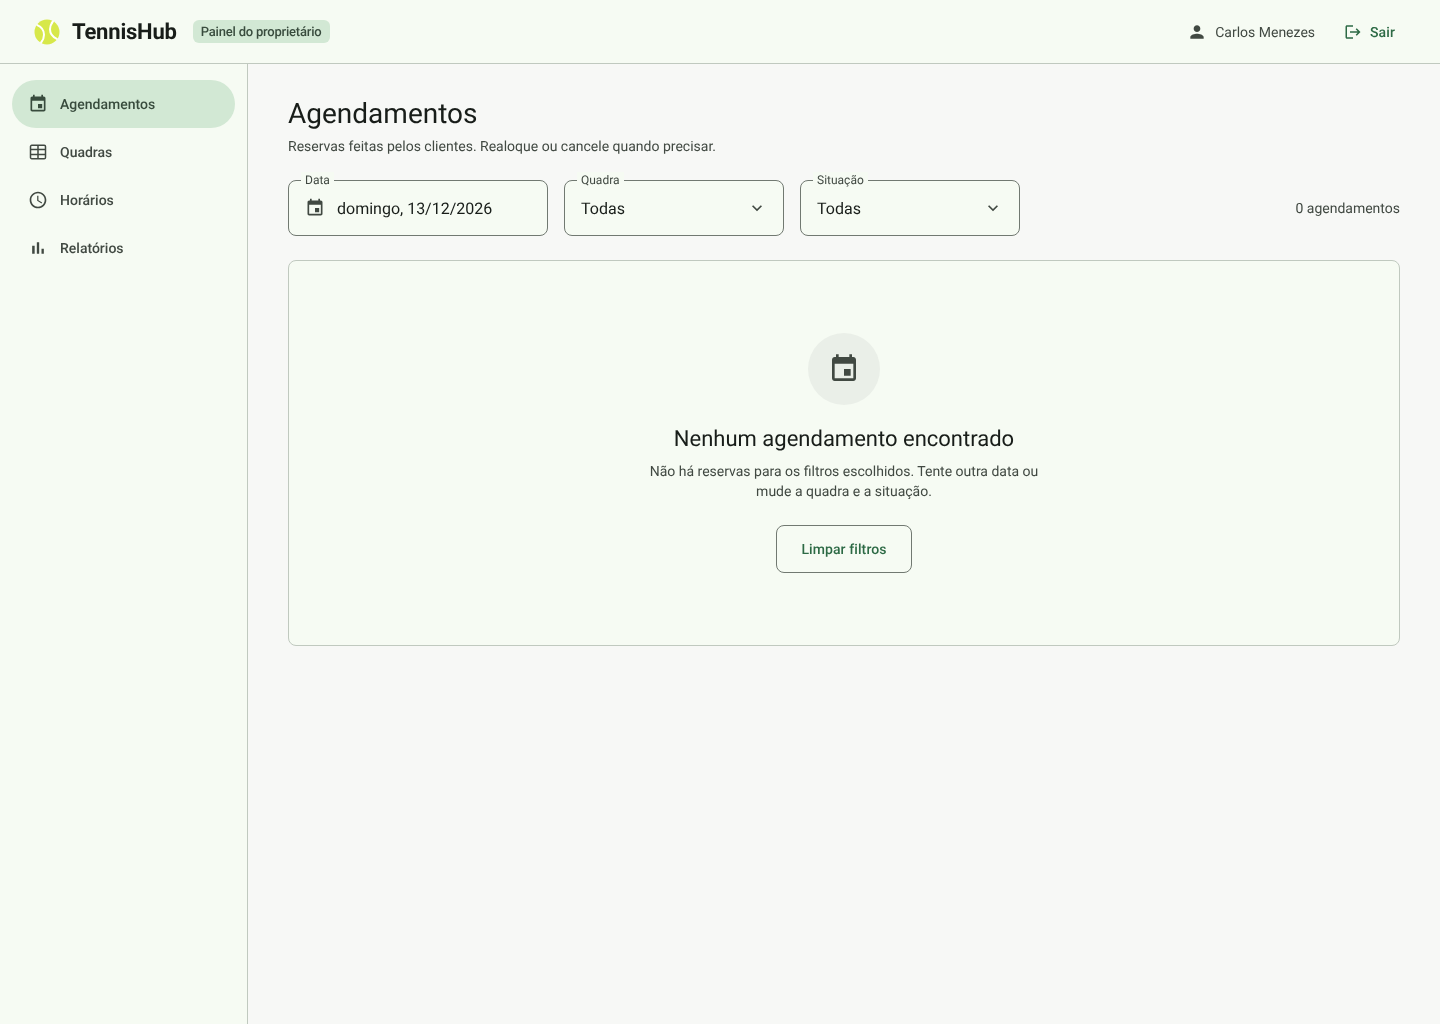 TennisHub
Painel do proprietário
Carlos Menezes
Sair
Agendamentos
Quadras
Horários
Relatórios
Agendamentos
Reservas feitas pelos clientes. Realoque ou cancele quando precisar.
Data
domingo, 13/12/2026
Quadra
Todas
Situação
Todas
0 agendamentos
Nenhum agendamento encontrado
Não há reservas para os filtros escolhidos. Tente outra data ou
mude a quadra e a situação.
Limpar filtros